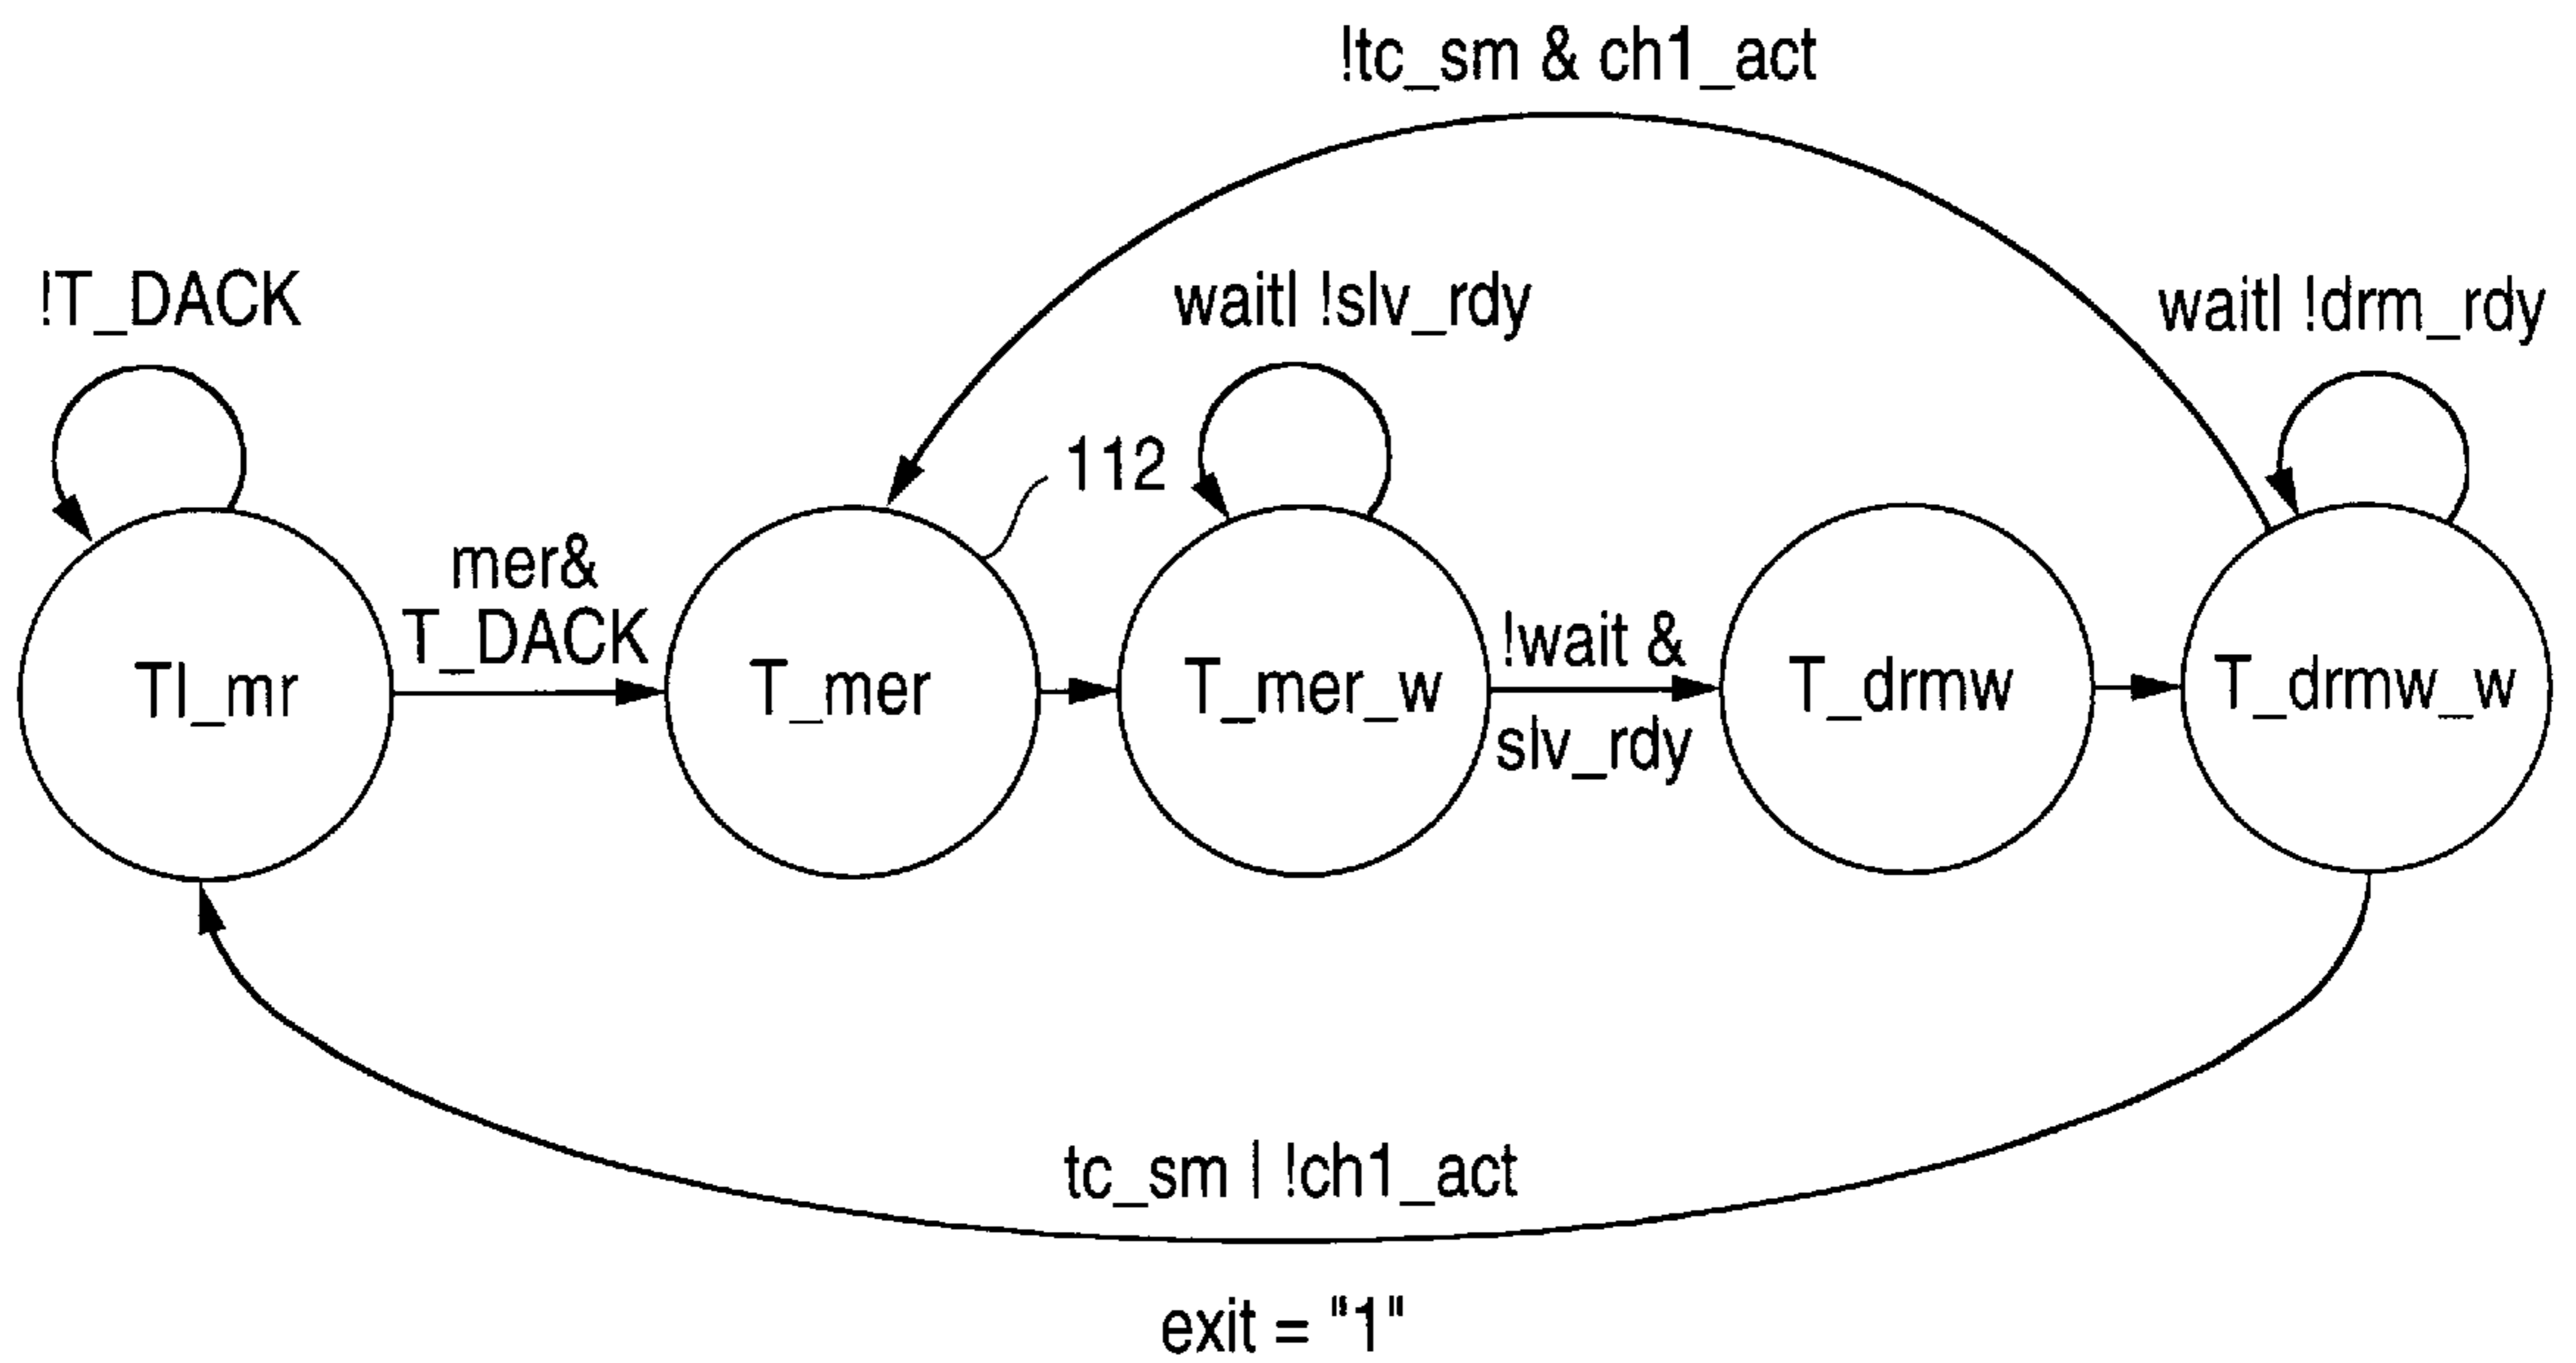 !tc_sm & ch1_act
!T_DACK
waitl !slv_rdy
waitl !drm_rdy
112
mer&
T_DACK
!wait &
slv_rdy
TI_mr
T_mer
T_mer_w
T_drmw
T_drmw_w
tc_sm | !ch1_act
exit = "1"